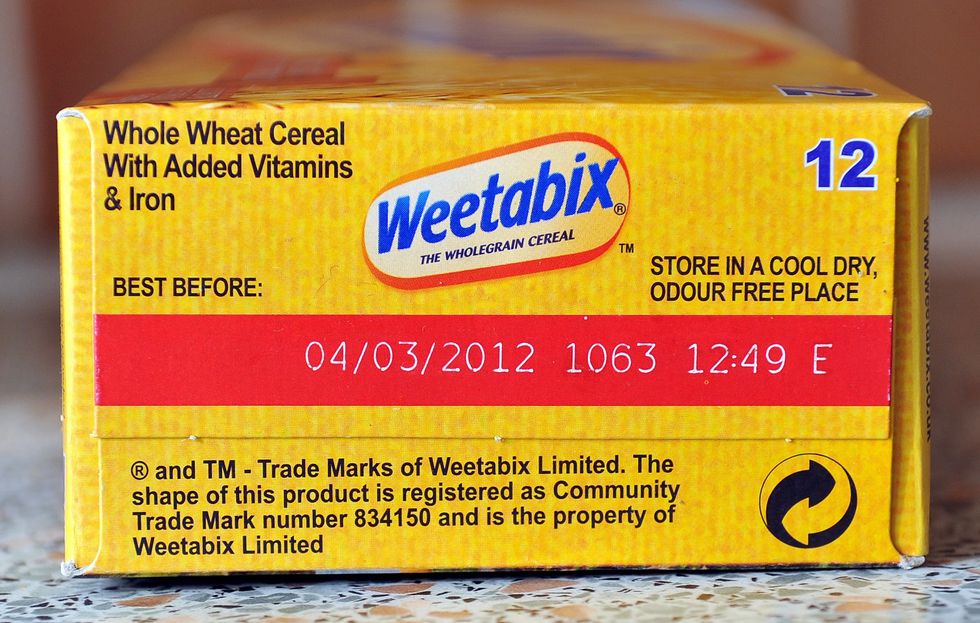 Whole Wheat Cereal
With Added Vitamins
& Iron
Weetabix®
THE WHOLEGRAIN CEREAL
TM
12
BEST BEFORE:
STORE IN A COOL DRY,
ODOUR FREE PLACE
04/03/2012 1063 12:49 E
® and TM - Trade Marks of Weetabix Limited. The
shape of this product is registered as Community
Trade Mark number 834150 and is the property of
Weetabix Limited